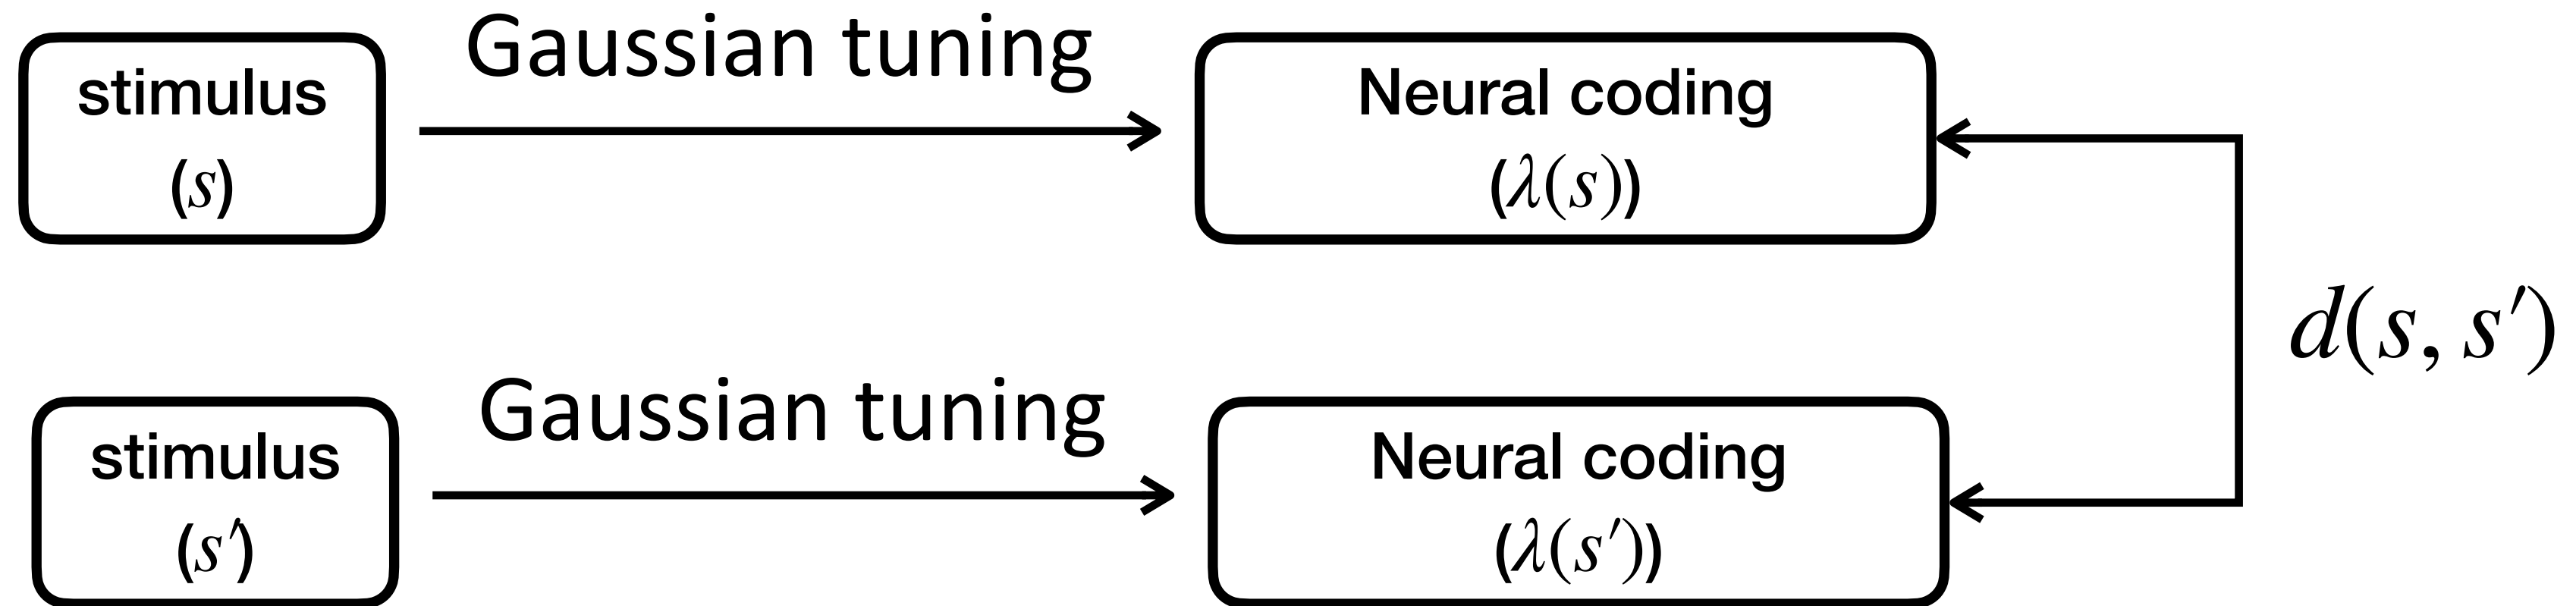 stimulus
(s)
Gaussian tuning
Neural coding
(λ(s))
d(s, s′)
stimulus
(s′)
Gaussian tuning
Neural coding
(λ(s′))